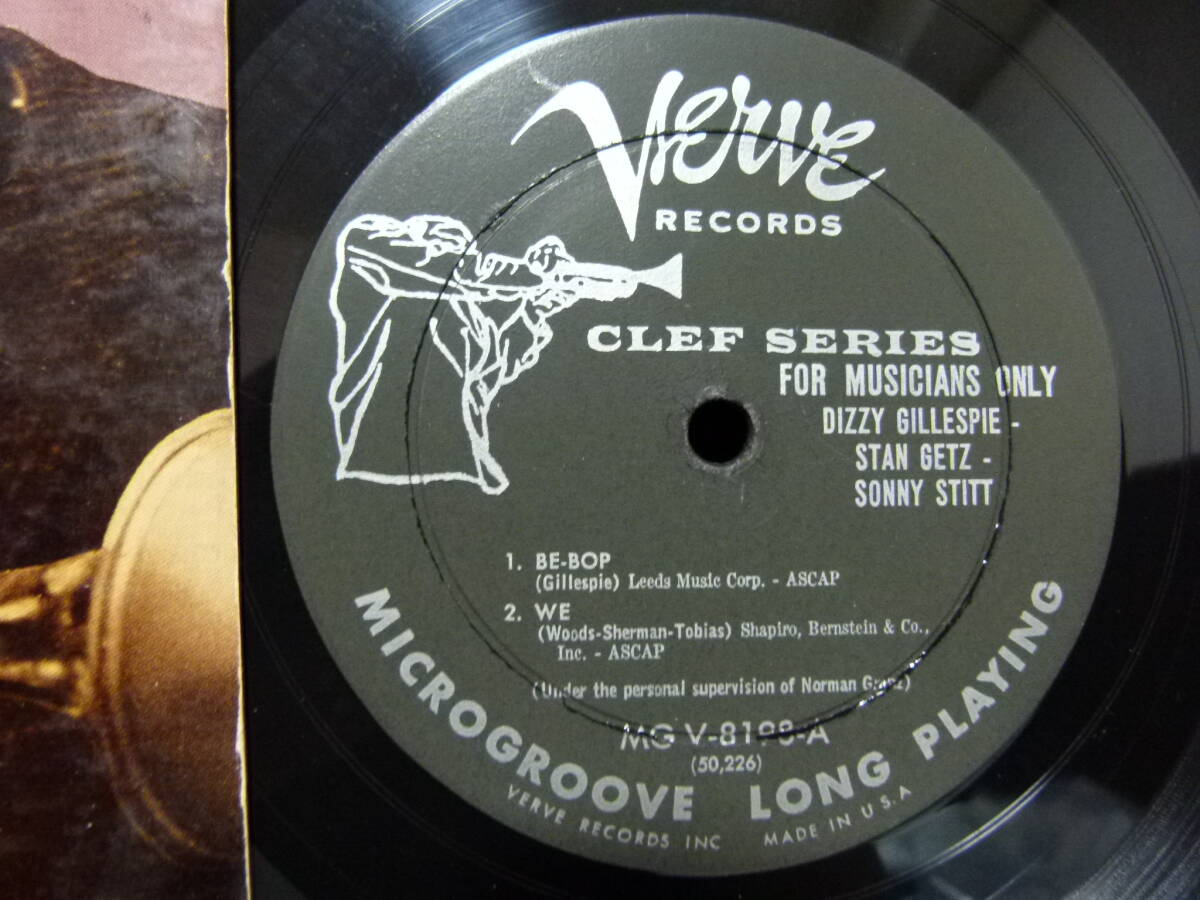 Verve
RECORDS
CLEF SERIES
FOR MUSICIANS ONLY
DIZZY GILLESPIE -
STAN GETZ -
SONNY STITT
1. BE-BOP
(Gillespie) Leeds Music Corp. - ASCAP
2. WE
(Woods-Sherman-Tobias) Shapiro, Bernstein & Co.,
Inc. - ASCAP
(Under the personal supervision of Norman Granz)
MG V-8198-A
(50,226)
MICROGROOVE LONG PLAYING
VERVE RECORDS INC MADE IN U.S.A